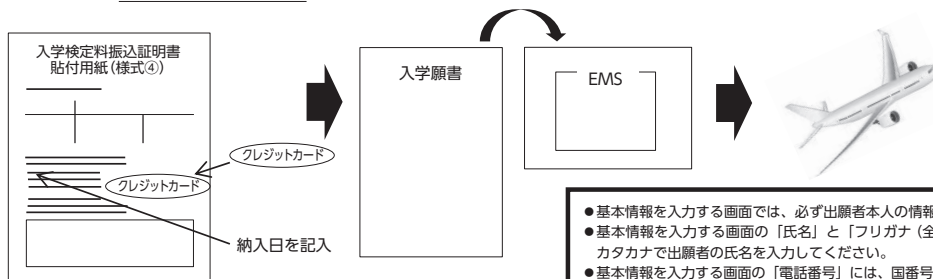 入学検定料振込証明書
貼付用紙(様式④)
クレジットカード
クレジットカード
納入日を記入
入学願書
EMS
●基本情報を入力する画面では、必ず出願者本人の情報
●基本情報を入力する画面の「氏名」と「フリガナ（全
カタカナで出願者の氏名を入力してください。
●基本情報を入力する画面の「電話番号」には、国番号